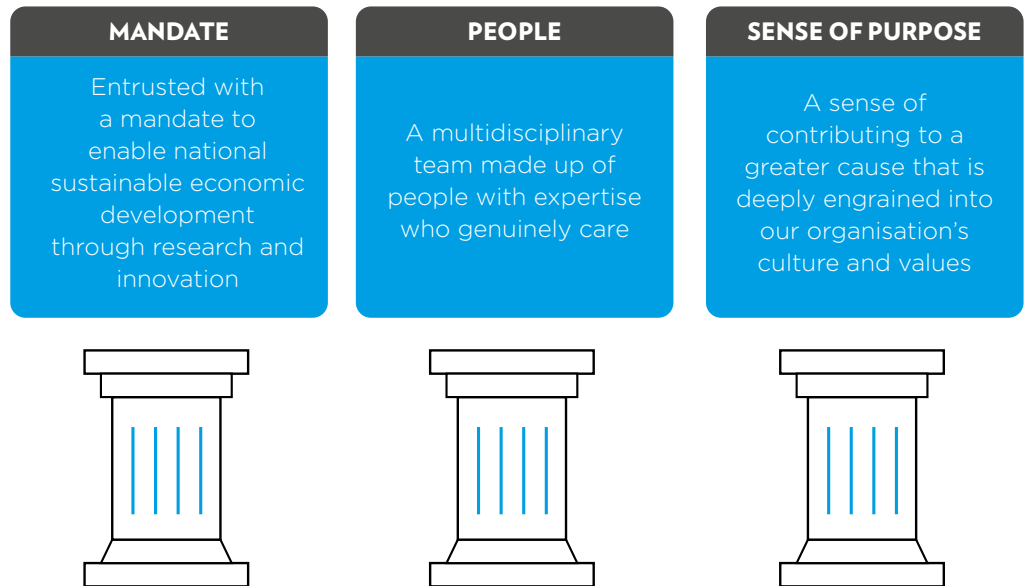 MANDATE
Entrusted with
a mandate to
enable national
sustainable economic
development
through research and
innovation
PEOPLE
A multidisciplinary
team made up of
people with expertise
who genuinely care
SENSE OF PURPOSE
A sense of
contributing to a
greater cause that is
deeply engrained into
our organisation’s
culture and values